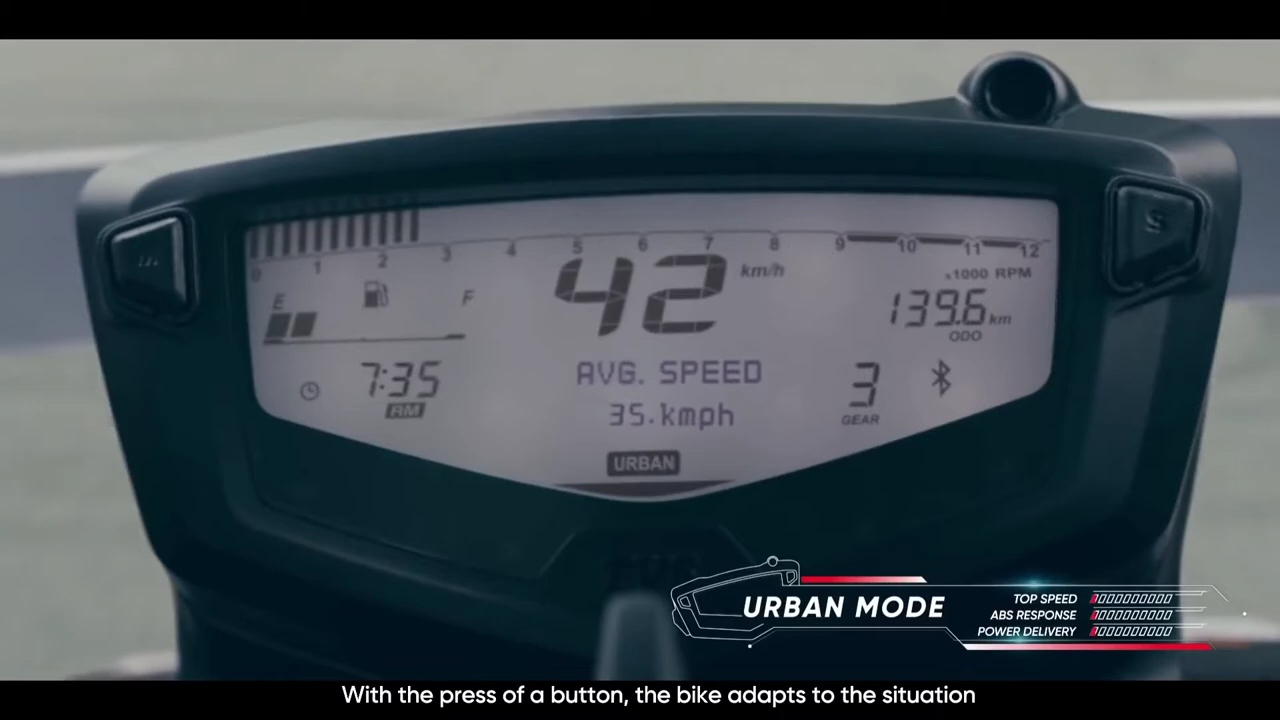 0 1 2 3 4 5 6 7 8 9 10 11 12
x1000 RPM
E F
42 km/h
139.6 km
ODO
7:35
AM
AVG. SPEED
35.kmph
3
GEAR
URBAN
S
URBAN MODE
TOP SPEED
ABS RESPONSE
POWER DELIVERY
With the press of a button, the bike adapts to the situation